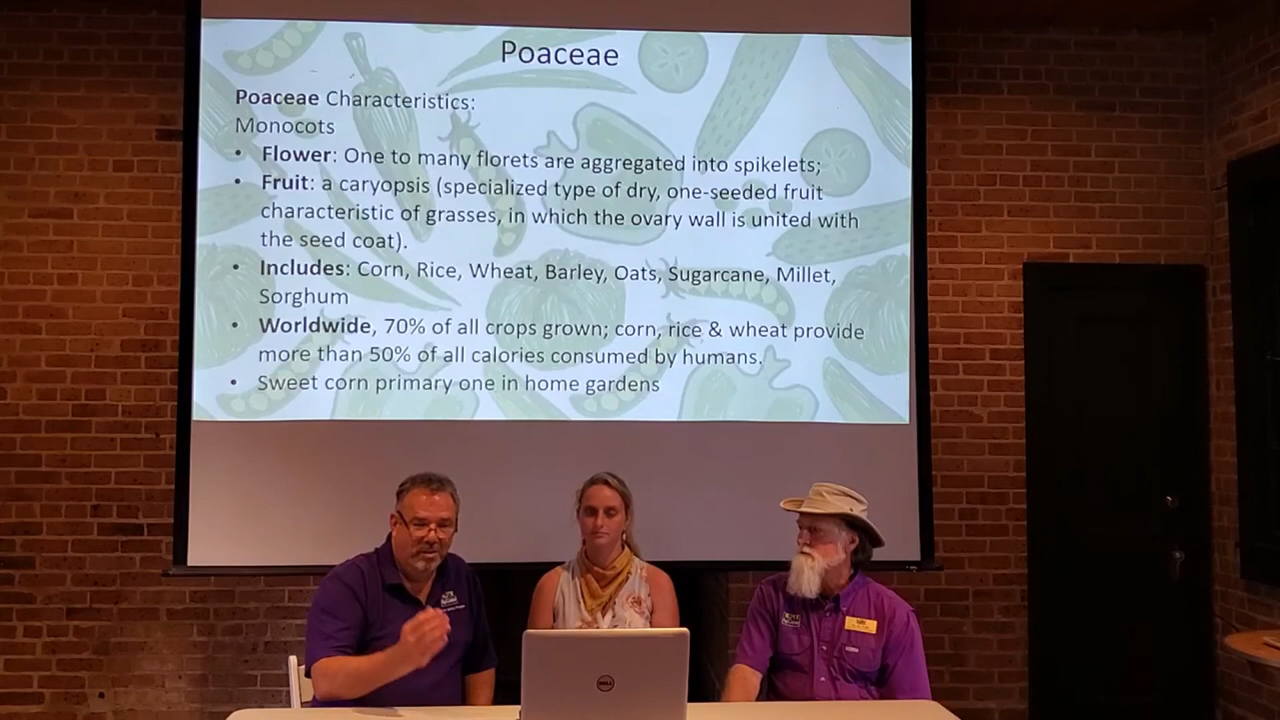 Poaceae
Poaceae Characteristics:
Monocots
• Flower: One to many florets are aggregated into spikelets;
• Fruit: a caryopsis (specialized type of dry, one-seeded fruit
characteristic of grasses, in which the ovary wall is united with
the seed coat).
• Includes: Corn, Rice, Wheat, Barley, Oats, Sugarcane, Millet,
Sorghum
• Worldwide, 70% of all crops grown; corn, rice & wheat provide
more than 50% of all calories consumed by humans.
• Sweet corn primary one in home gardens
DELL